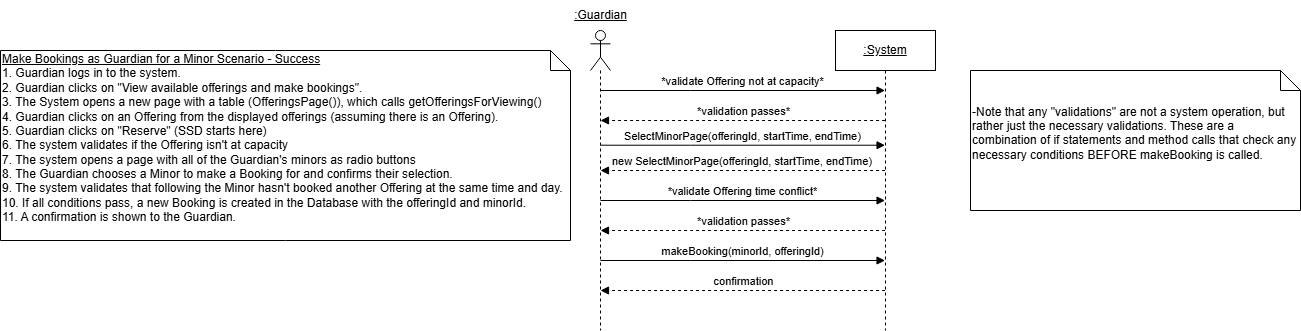 :Guardian
:System
Make Bookings as Guardian for a Minor Scenario - Success
1. Guardian logs in to the system.
2. Guardian clicks on "View available offerings and make bookings".
3. The System opens a new page with a table (OfferingsPage()), which calls getOfferingsForViewing()
4. Guardian clicks on an Offering from the displayed offerings (assuming there is an Offering).
5. Guardian clicks on "Reserve" (SSD starts here)
6. The System validates if the Offering isn't at capacity
7. The system opens a page with all of the Guardian's minors as radio buttons
8. The Guardian chooses a Minor to make a Booking for and confirms their selection.
9. The system validates that following the Minor hasn't booked another Offering at the same time and day.
10. If all conditions pass, a new Booking is created in the Database with the offeringId and minorId.
11. A confirmation is shown to the Guardian.
*validate Offering not at capacity*
*validation passes*
SelectMinorPage(offeringId, startTime, endTime)
new SelectMinorPage(offeringId, startTime, endTime)
*validate Offering time conflict*
*validation passes*
makeBooking(minorId, offeringId)
confirmation
-Note that any "validations" are not a system operation, but
rather just the necessary validations. These are a
combination of if statements and method calls that check any
necessary conditions BEFORE makeBooking is called.